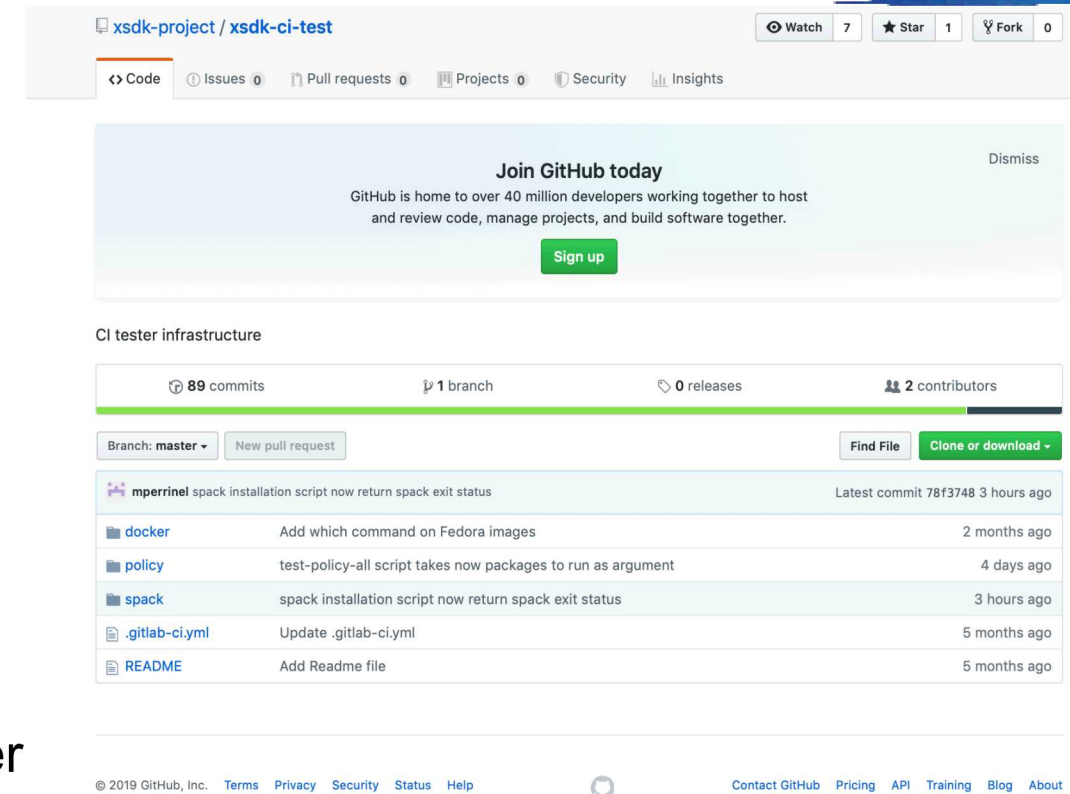 xsdk-project / xsdk-ci-test
Watch 7 Star 1 Fork 0
Code Issues 0 Pull requests 0 Projects 0 Security Insights
Dismiss
Join GitHub today
GitHub is home to over 40 million developers working together to host
and review code, manage projects, and build software together.
Sign up
CI tester infrastructure
89 commits 1 branch 0 releases 2 contributors
Branch: master New pull request Find File Clone or download
mperrinel spack installation script now return spack exit status Latest commit 78f3748 3 hours ago
docker Add which command on Fedora images 2 months ago
policy test-policy-all script takes now packages to run as argument 4 days ago
spack spack installation script now return spack exit status 3 hours ago
.gitlab-ci.yml Update .gitlab-ci.yml 5 months ago
README Add Readme file 5 months ago
er
© 2019 GitHub, Inc. Terms Privacy Security Status Help Contact GitHub Pricing API Training Blog About